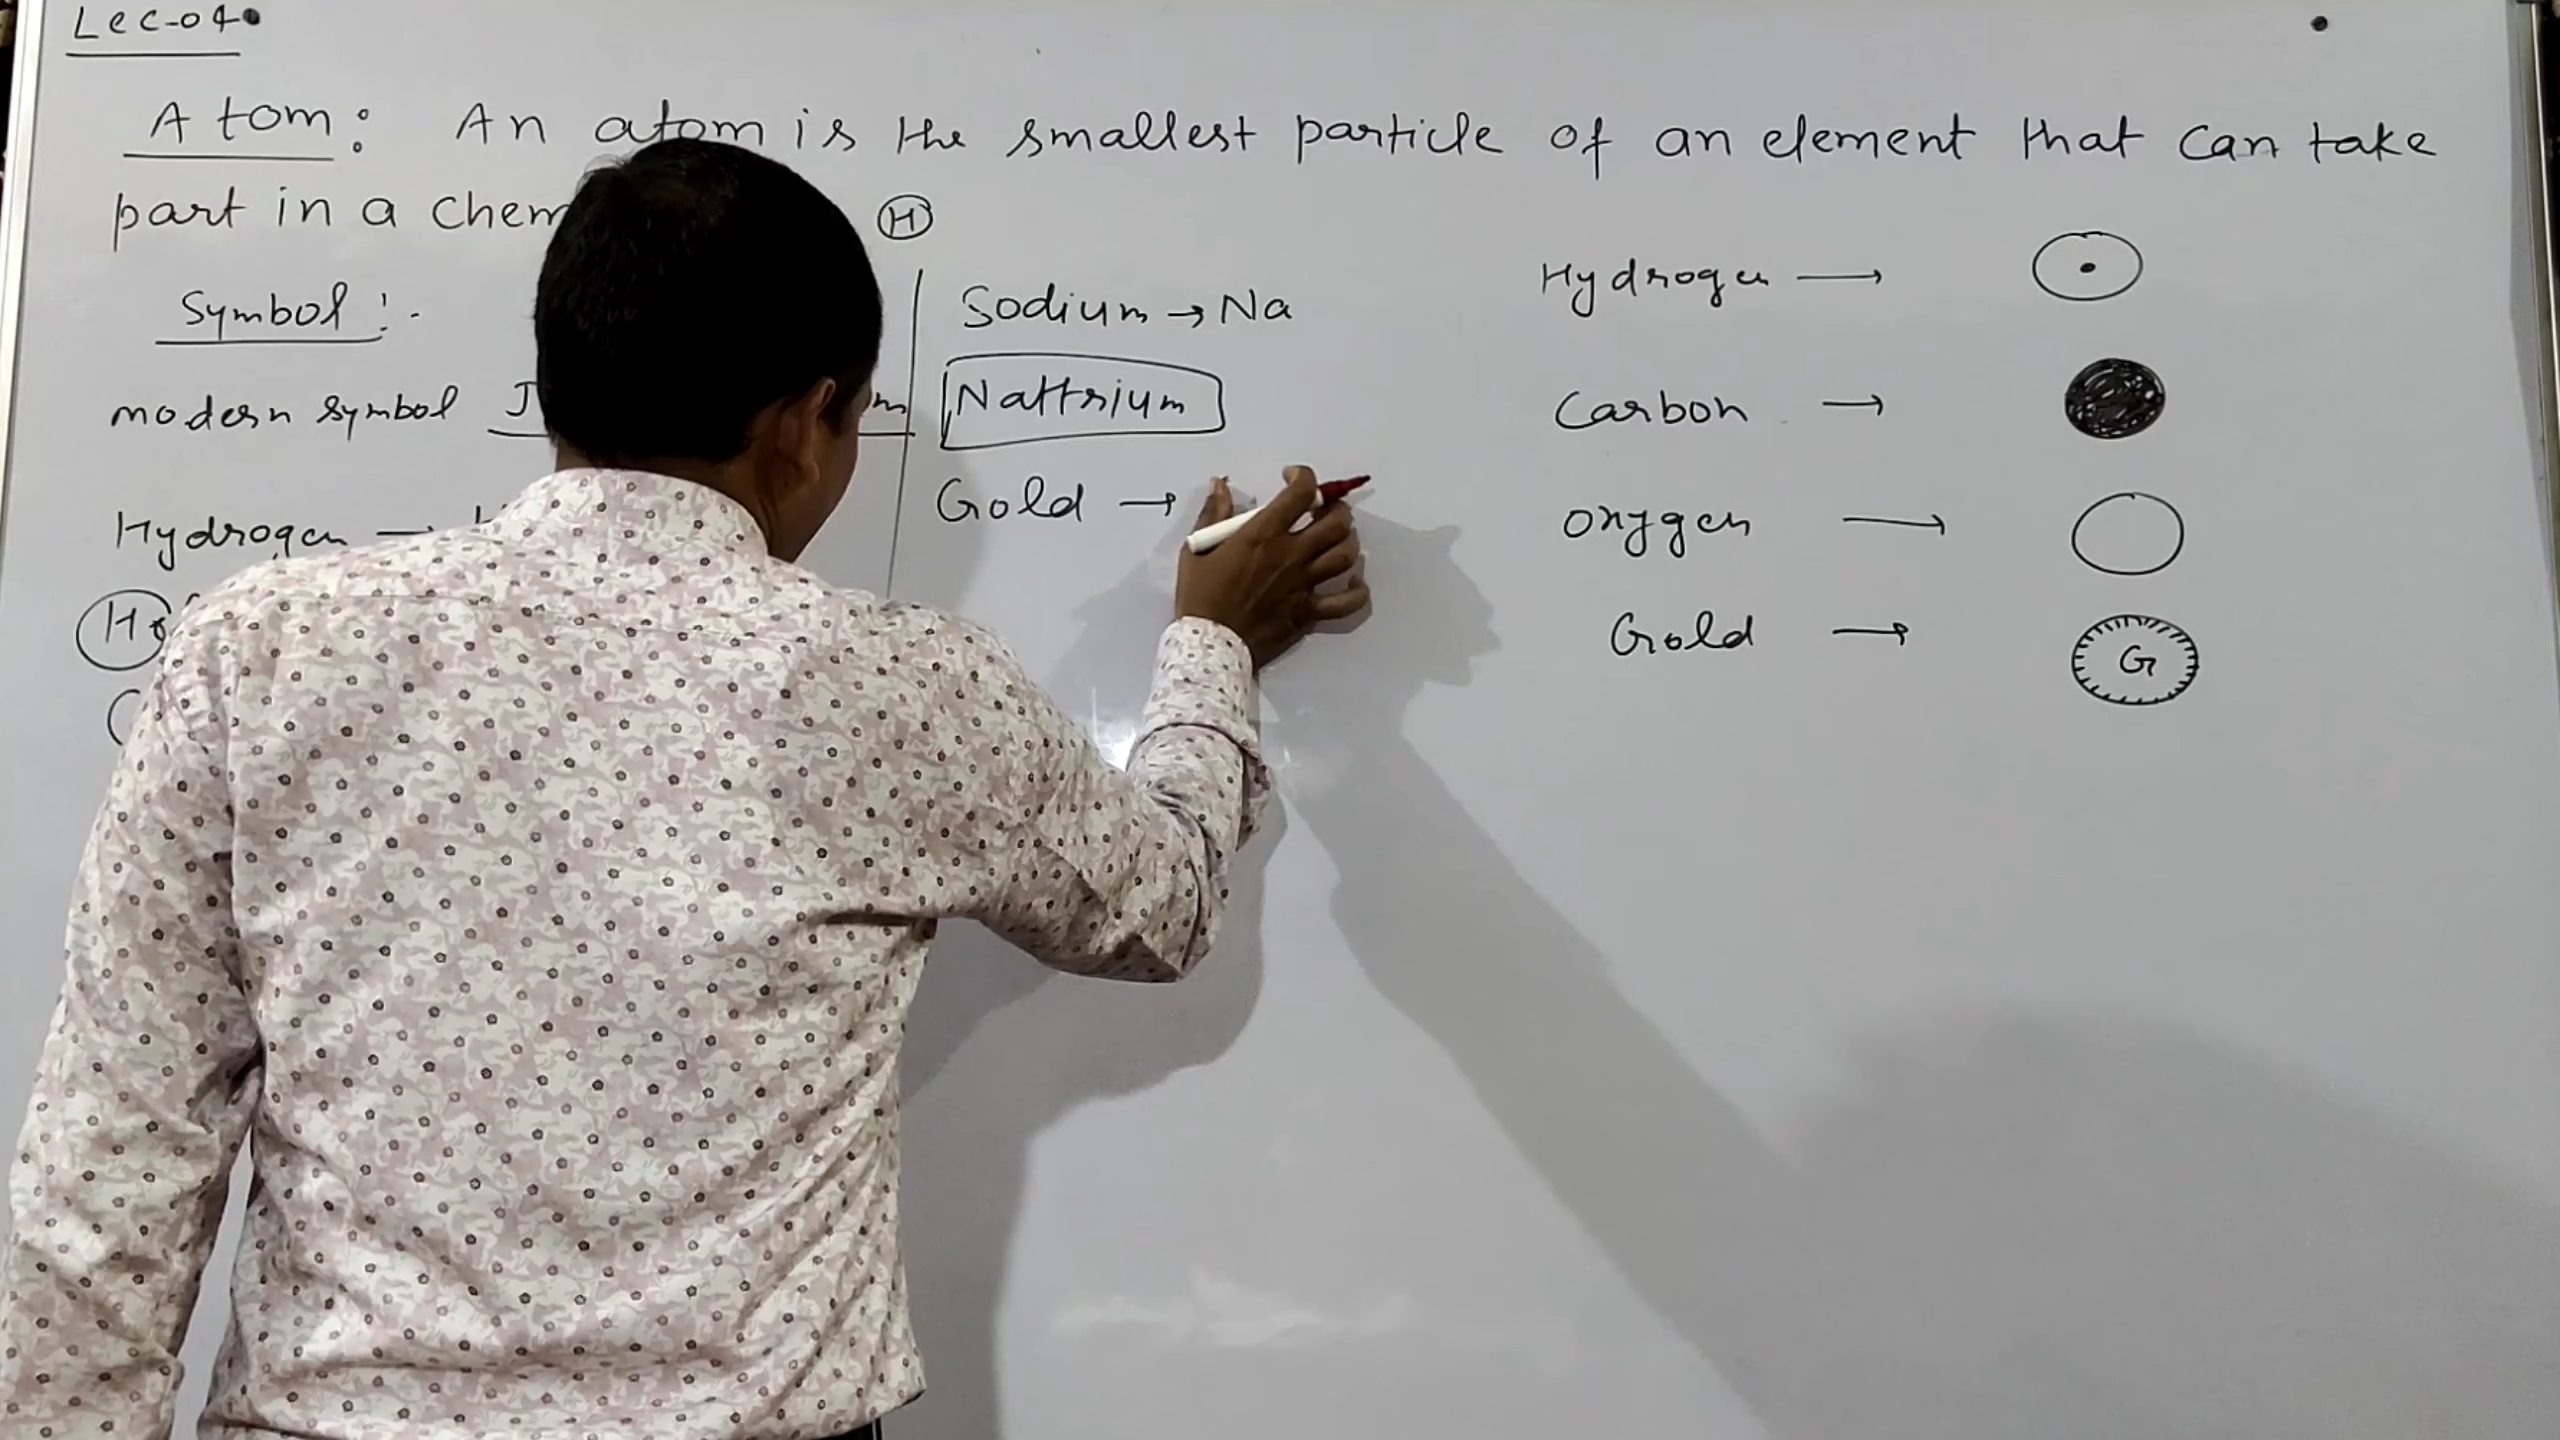 Lec-04
Atom: An atom is the smallest particle of an element that can take
part in a chem
H
Symbol :-
modern symbol J
Hydrogen →
He
Sodium → Na
Nattrium
Gold →
Hydrogen →
Carbon →
Oxygen →
Gold → G